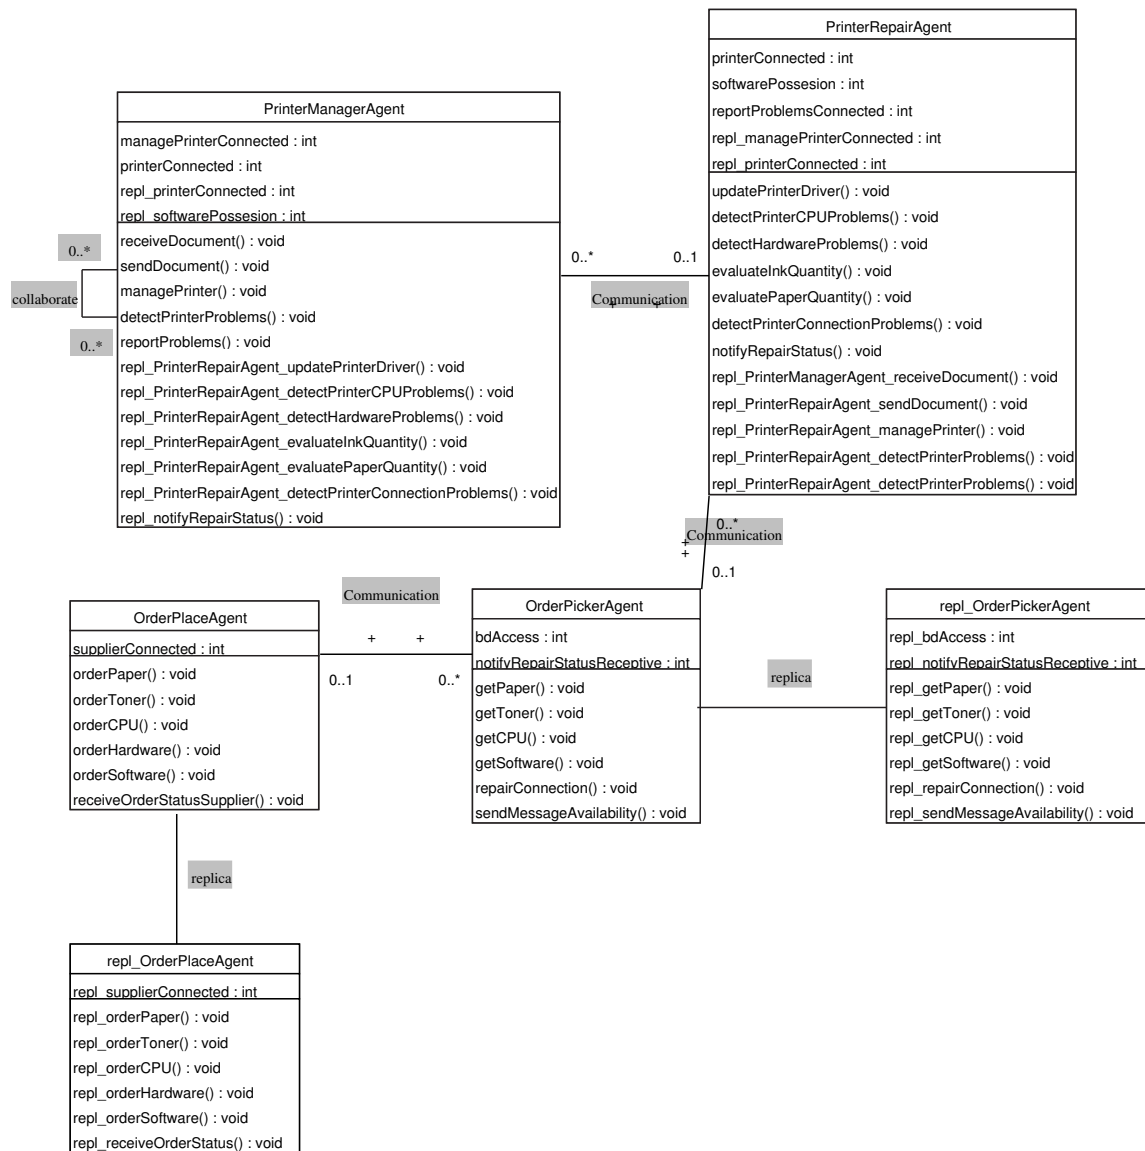 PrinterRepairAgent
printerConnected : int
softwarePossesion : int
reportProblemsConnected : int
repl_managePrinterConnected : int
repl_printerConnected : int
updatePrinterDriver() : void
detectPrinterCPUProblems() : void
detectHardwareProblems() : void
evaluateInkQuantity() : void
evaluatePaperQuantity() : void
detectPrinterConnectionProblems() : void
notifyRepairStatus() : void
repl_PrinterManagerAgent_receiveDocument() : void
repl_PrinterRepairAgent_sendDocument() : void
repl_PrinterRepairAgent_managePrinter() : void
repl_PrinterRepairAgent_detectPrinterProblems() : void
repl_PrinterRepairAgent_detectPrinterProblems() : void
PrinterManagerAgent
managePrinterConnected : int
printerConnected : int
repl_printerConnected : int
repl_softwarePossesion : int
receiveDocument() : void
sendDocument() : void
managePrinter() : void
detectPrinterProblems() : void
reportProblems() : void
repl_PrinterRepairAgent_updatePrinterDriver() : void
repl_PrinterRepairAgent_detectPrinterCPUProblems() : void
repl_PrinterRepairAgent_detectHardwareProblems() : void
repl_PrinterRepairAgent_evaluateInkQuantity() : void
repl_PrinterRepairAgent_evaluatePaperQuantity() : void
repl_PrinterRepairAgent_detectPrinterConnectionProblems() : void
repl_notifyRepairStatus() : void
0..*
collaborate
0..*
0..* 0..1
Communication
+ +
0..*
Communication
+
+
0..1
Communication
+ +
0..1 0..*
OrderPlaceAgent
supplierConnected : int
orderPaper() : void
orderToner() : void
orderCPU() : void
orderHardware() : void
orderSoftware() : void
receiveOrderStatusSupplier() : void
OrderPickerAgent
bdAccess : int
notifyRepairStatusReceptive : int
getPaper() : void
getToner() : void
getCPU() : void
getSoftware() : void
repairConnection() : void
sendMessageAvailability() : void
replica
repl_OrderPickerAgent
repl_bdAccess : int
repl_notifyRepairStatusReceptive : int
repl_getPaper() : void
repl_getToner() : void
repl_getCPU() : void
repl_getSoftware() : void
repl_repairConnection() : void
repl_sendMessageAvailability() : void
replica
repl_OrderPlaceAgent
repl_supplierConnected : int
repl_orderPaper() : void
repl_orderToner() : void
repl_orderCPU() : void
repl_orderHardware() : void
repl_orderSoftware() : void
repl_receiveOrderStatus() : void